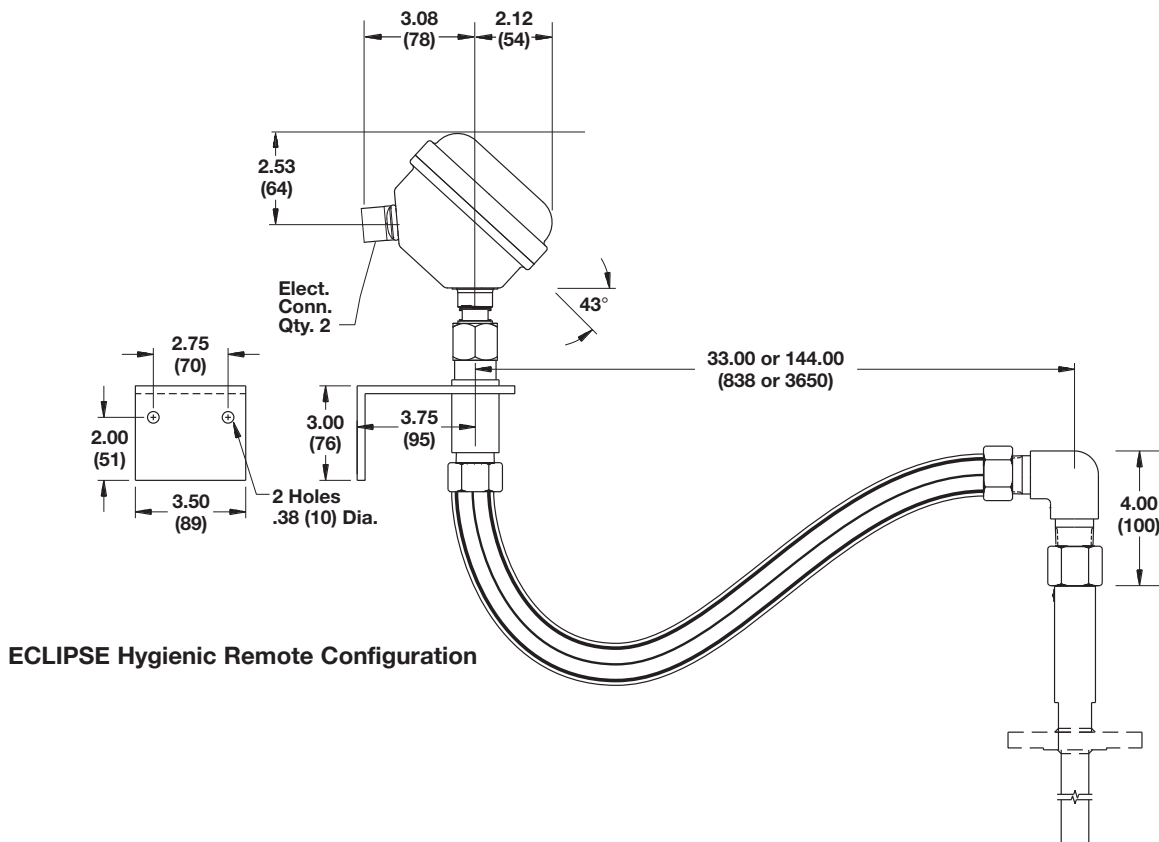 3.08
(78)
2.12
(54)
2.53
(64)
Elect.
Conn.
Qty. 2
43°
2.75
(70)
33.00 or 144.00
(838 or 3650)
2.00
(51)
3.00
(76)
3.75
(95)
3.50
(89)
2 Holes
.38 (10) Dia.
4.00
(100)
ECLIPSE Hygienic Remote Configuration